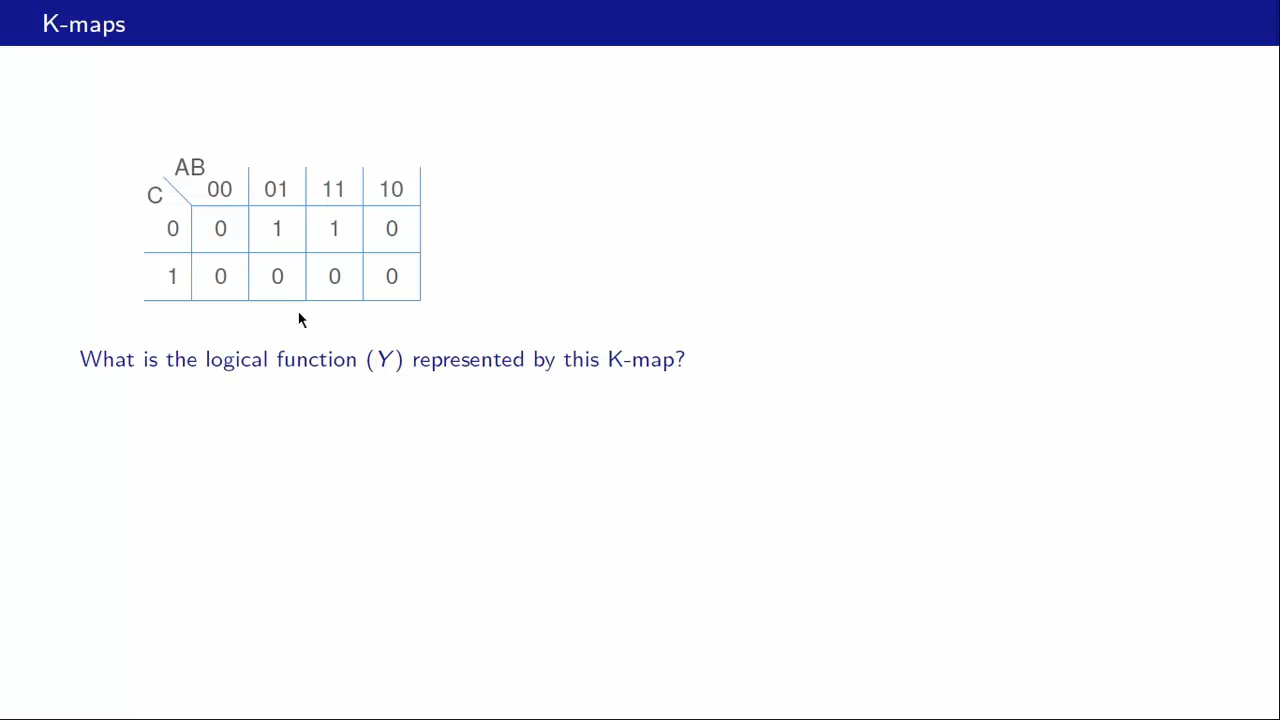 K-maps
AB
C 00 01 11 10
0 0 1 1 0
1 0 0 0 0
What is the logical function (Y) represented by this K-map?